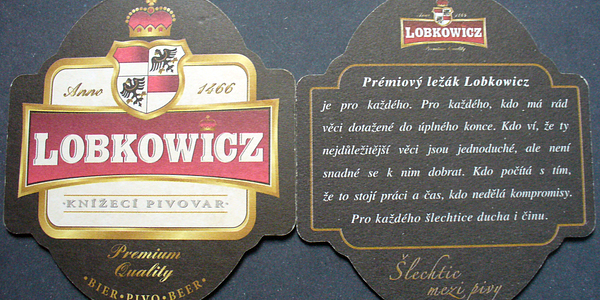 Anno 1466
LOBKOWICZ
·KNÍŽECÍ PIVOVAR·
Premium
Quality
·BIER·PIVO·BEER·
LOBKOWICZ
Premium Quality
Prémiový ležák Lobkowicz
je pro každého. Pro každého, kdo má rád
věci dotažené do úplného konce. Kdo ví, že ty
nejdůležitější věci jsou jednoduché, ale není
snadné se k nim dobrat. Kdo počítá s tím,
že to stojí práci a čas, kdo nedělá kompromisy.
Pro každého šlechtice ducha i činu.
Šlechtic
mezi pivy